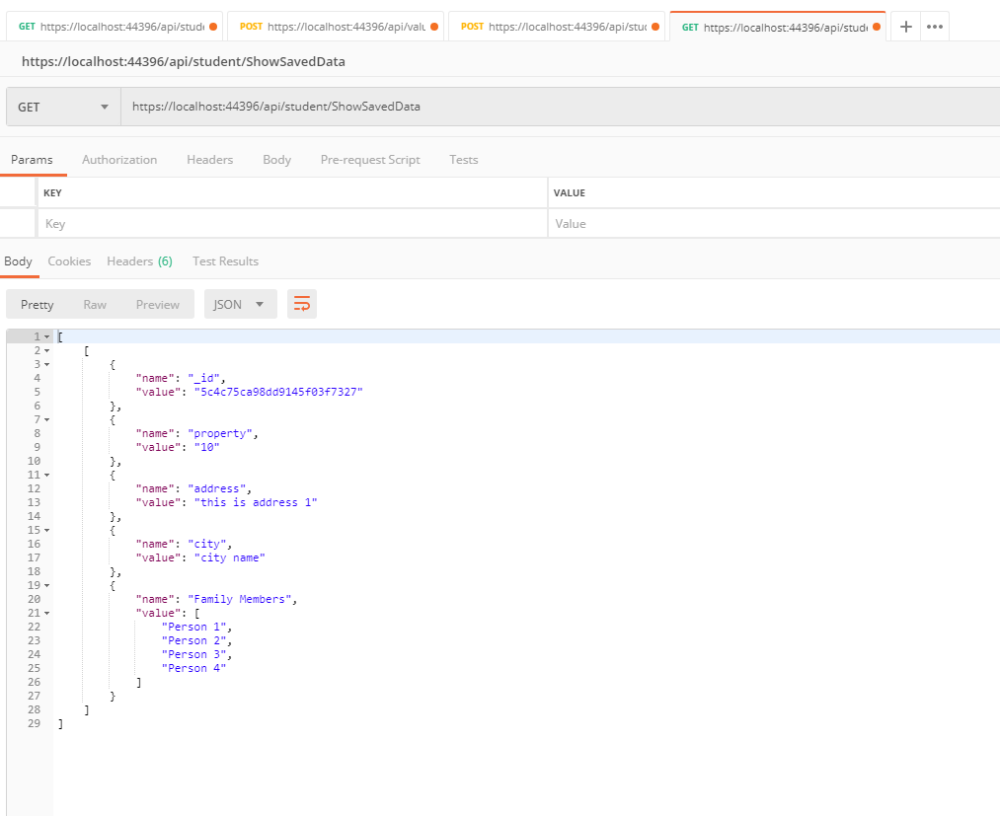 GET https://localhost:44396/api/stude POST https://localhost:44396/api/valu POST https://localhost:44396/api/stuc GET https://localhost:44396/api/stude + •••
https://localhost:44396/api/student/ShowSavedData
GET https://localhost:44396/api/student/ShowSavedData
Params Authorization Headers Body Pre-request Script Tests
KEY VALUE
Key Value
Body Cookies Headers (6) Test Results
Pretty Raw Preview JSON
1 [
2 [
3 {
4 "name": "_id",
5 "value": "5c4c75ca98dd9145f03f7327"
6 },
7 {
8 "name": "property",
9 "value": "10"
10 },
11 {
12 "name": "address",
13 "value": "this is address 1"
14 },
15 {
16 "name": "city",
17 "value": "city name"
18 },
19 {
20 "name": "Family Members",
21 "value": [
22 "Person 1",
23 "Person 2",
24 "Person 3",
25 "Person 4"
26 ]
27 }
28 ]
29 ]